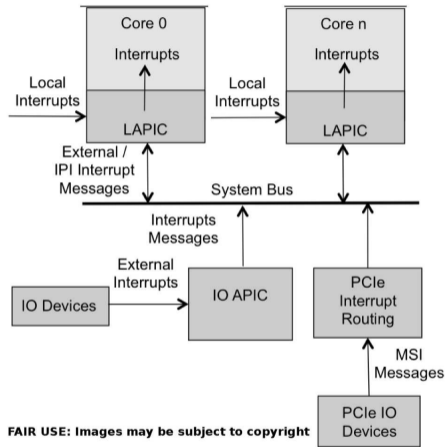 Core 0
Interrupts
Local
Interrupts
LAPIC
Core n
Interrupts
Local
Interrupts
LAPIC
External /
IPI Interrupt
Messages
System Bus
Interrupts
Messages
External
Interrupts
IO Devices
IO APIC
PCIe
Interrupt
Routing
MSI
Messages
PCIe IO
Devices
FAIR USE: Images may be subject to copyright